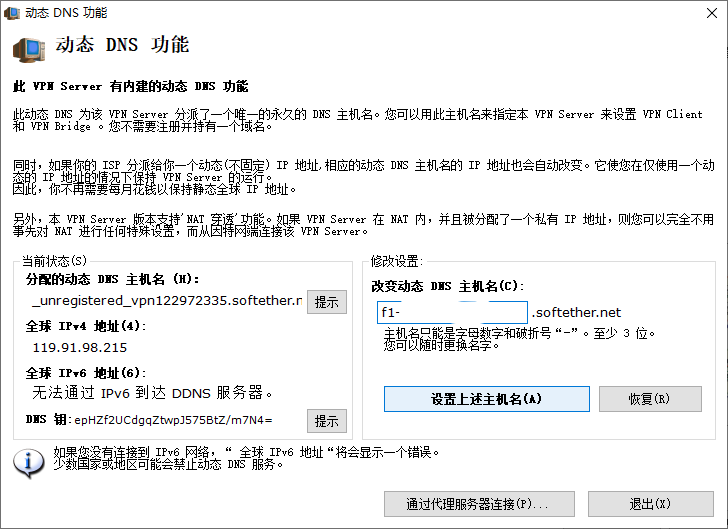 动态 DNS 功能
动态 DNS 功能
此 VPN Server 有内建的动态 DNS 功能
此动态 DNS 为该 VPN Server 分派了一个唯一的永久的 DNS 主机名。您可以用此主机名来指定本 VPN Server 来设置 VPN Client
和 VPN Bridge 。您不需要注册并持有一个域名。
同时，如果你的 ISP 分派给你一个动态(不固定) IP 地址,相应的动态 DNS 主机名的 IP 地址也会自动改变。它使您在仅使用一个动
态的 IP 地址的情况下保持 VPN Server 的运行。
因此，你不再需要每月花钱以保持静态全球 IP 地址。
另外，本 VPN Server 版本支持'NAT 穿透'功能。如果 VPN Server 在 NAT 内，并且被分配了一个私有 IP 地址，则您可以完全不用
事先对 NAT 进行任何特殊设置，而从因特网端连接该 VPN Server。
当前状态(S)
分配的动态 DNS 主机名 (H):
_unregistered_vpn122972335.softether.n
提示
全球 IPv4 地址(4):
119.91.98.215
全球 IPv6 地址(6):
无法通过 IPv6 到达 DDNS 服务器。
DNS 钥:
epHZf2UCdgqZtwpJ575BtZ/m7N4=
提示
修改设置:
改变动态 DNS 主机名(C):
f1-
.softether.net
主机名只能是字母数字和破折号“-”。至少 3 位。
您可以随时更换名字。
设置上述主机名(A)
恢复(R)
如果您没有连接到 IPv6 网络，“ 全球 IPv6 地址“将会显示一个错误。
少数国家或地区可能会禁止动态 DNS 服务。
通过代理服务器连接(P)...
退出(X)